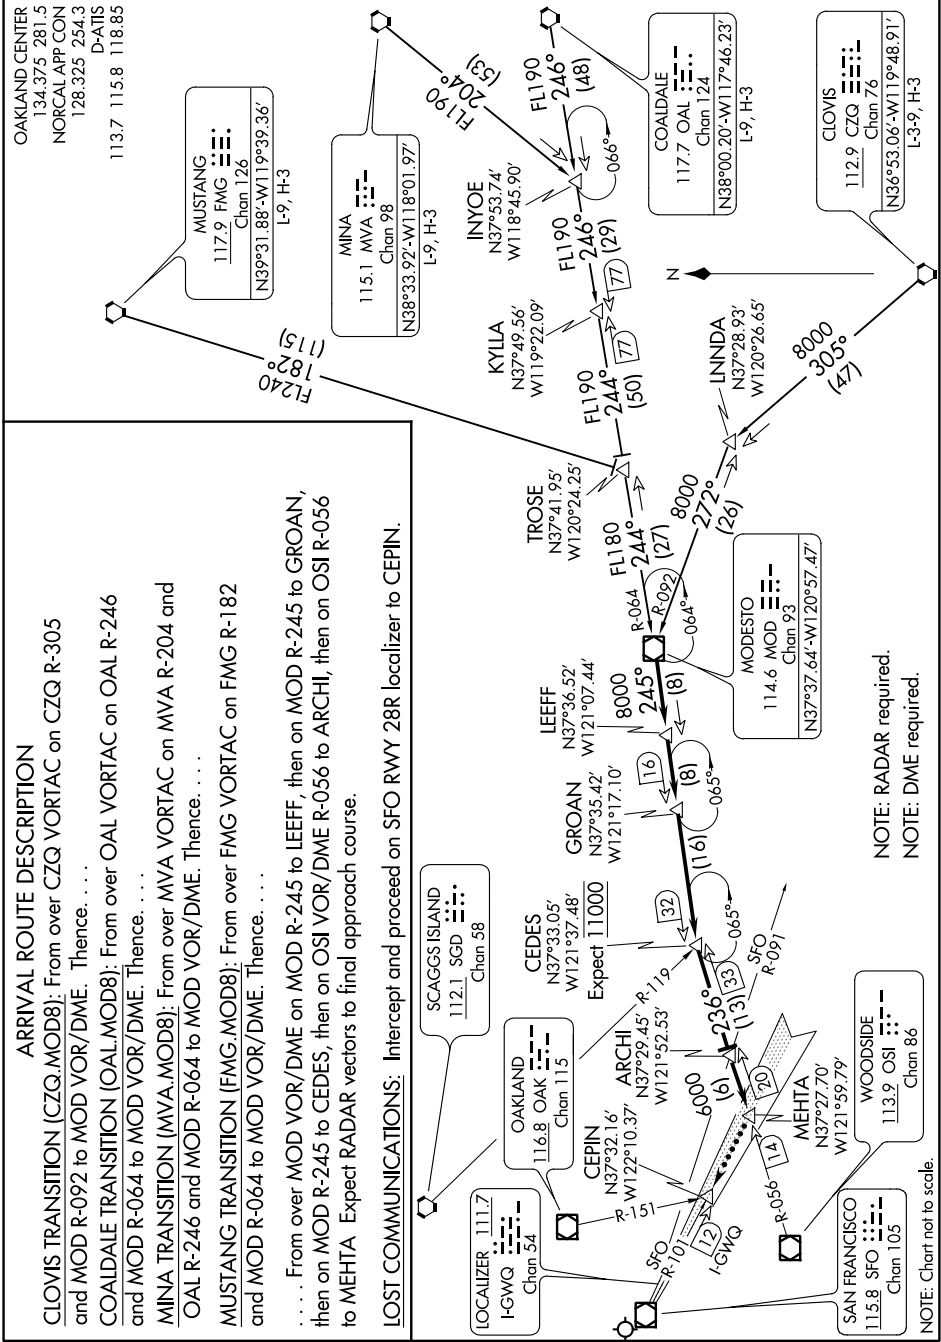 OAKLAND CENTER
134.375 281.5
NORCAL APP CON
128.325 254.3
D-ATIS
113.7 115.8 118.85
ARRIVAL ROUTE DESCRIPTION
CLOVIS TRANSITION (CZQ.MOD8): From over CZQ VORTAC on CZQ R-305
and MOD R-092 to MOD VOR/DME. Thence. . . .
COALDALE TRANSITION (OAL.MOD8): From over OAL VORTAC on OAL R-246
and MOD R-064 to MOD VOR/DME. Thence. . . .
MINA TRANSITION (MVA.MOD8): From over MVA VORTAC on MVA R-204 and
OAL R-246 and MOD R-064 to MOD VOR/DME. Thence. . . .
MUSTANG TRANSITION (FMG.MOD8): From over FMG VORTAC on FMG R-182
and MOD R-064 to MOD VOR/DME. Thence. . . .
. . . . From over MOD VOR/DME on MOD R-245 to LEEFF, then on MOD R-245 to GROAN,
then on MOD R-245 to CEDES, then on OSI VOR/DME R-056 to ARCHI, then on OSI R-056
to MEHTA Expect RADAR vectors to final approach course.
LOST COMMUNICATIONS: Intercept and proceed on SFO RWY 28R localizer to CEPIN.
MUSTANG
117.9 FMG
Chan 126
N39°31.88'-W119°39.36'
L-9, H-3
MINA
115.1 MVA
Chan 98
N38°33.92'-W118°01.97'
L-9, H-3
FL240
182°
(115)
FL190
204°
(53)
FL190
246°
(48)
066°
INYOE
N37°53.74'
W118°45.90'
FL190
246°
(29)
77
KYLLA
N37°49.56'
W119°22.09'
77
FL190
244°
(50)
TROSE
N37°41.95'
W120°24.25'
FL180
244°
(27)
R-064
R-092
064°
COALDALE
117.7 OAL
Chan 124
N38°00.20'-W117°46.23'
L-9, H-3
CLOVIS
112.9 CZQ
Chan 76
N36°53.06'-W119°48.91'
L-3-9, H-3
N
LNNDA
N37°28.93'
W120°26.65'
8000
305°
(47)
8000
272°
(26)
MODESTO
114.6 MOD
Chan 93
N37°37.64'-W120°57.47'
LEEFF
N37°36.52'
W121°07.44'
8000
245°
(8)
GROAN
N37°35.42'
W121°17.10'
16
(8)
065°
(16)
CEDES
N37°33.05'
W121°37.48'
Expect 11000
32
065°
33
236°
(13)
SFO
R-091
R-119
SCAGGS ISLAND
112.1 SGD
Chan 58
OAKLAND
116.8 OAK
Chan 115
ARCHI
N37°29.45'
W121°52.53'
6000
(6)
20
MEHTA
N37°27.70'
W121°59.79'
14
R-056
WOODSIDE
113.9 OSI
Chan 86
CEPIN
N37°32.16'
W122°10.37'
R-151
12
SFO
R-101
I-GWQ
LOCALIZER 111.7
I-GWQ
Chan 54
SAN FRANCISCO
115.8 SFO
Chan 105
NOTE: RADAR required.
NOTE: DME required.
NOTE: Chart not to scale.